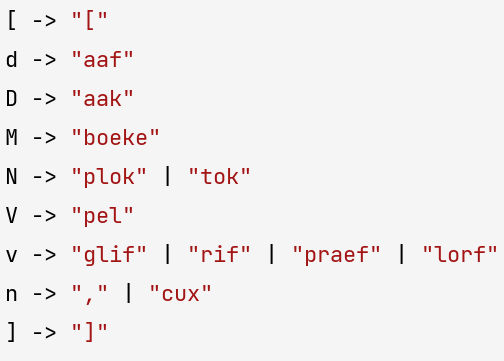 [ -> "["
d -> "aaf"
D -> "aak"
M -> "boeke"
N -> "plok" | "tok"
V -> "pel"
v -> "glif" | "rif" | "praef" | "lorf"
n -> "," | "cux"
] -> "]"